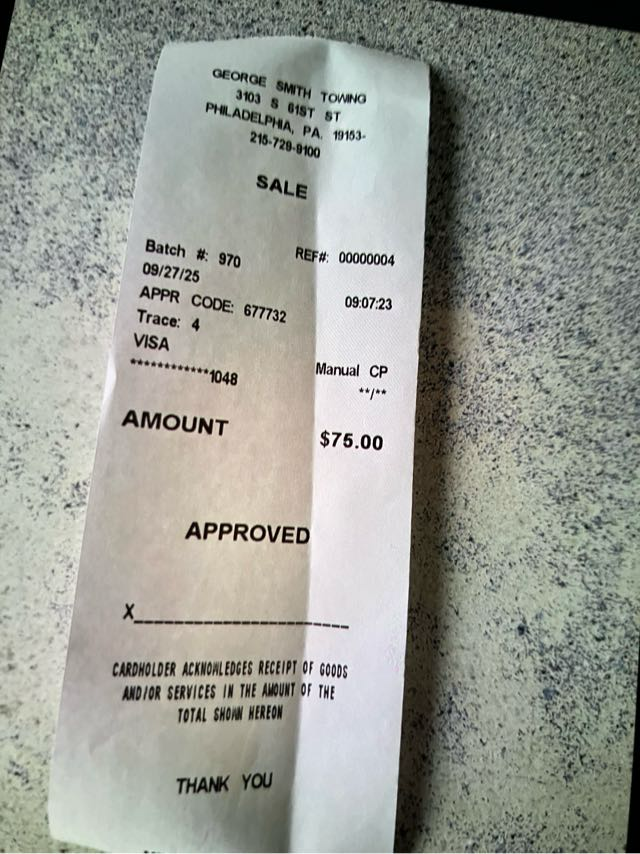 GEORGE SMITH TOWING
3103 S 61ST ST
PHILADELPHIA, PA. 19153-
215-729-9100
SALE
Batch #: 970 REF#: 00000004
09/27/25 09:07:23
APPR CODE: 677732
Trace: 4
VISA Manual CP
************1048 **/**
AMOUNT $75.00
APPROVED
X____________________
CARDHOLDER ACKNOWLEDGES RECEIPT OF GOODS
AND/OR SERVICES IN THE AMOUNT OF THE
TOTAL SHOWN HEREON
THANK YOU